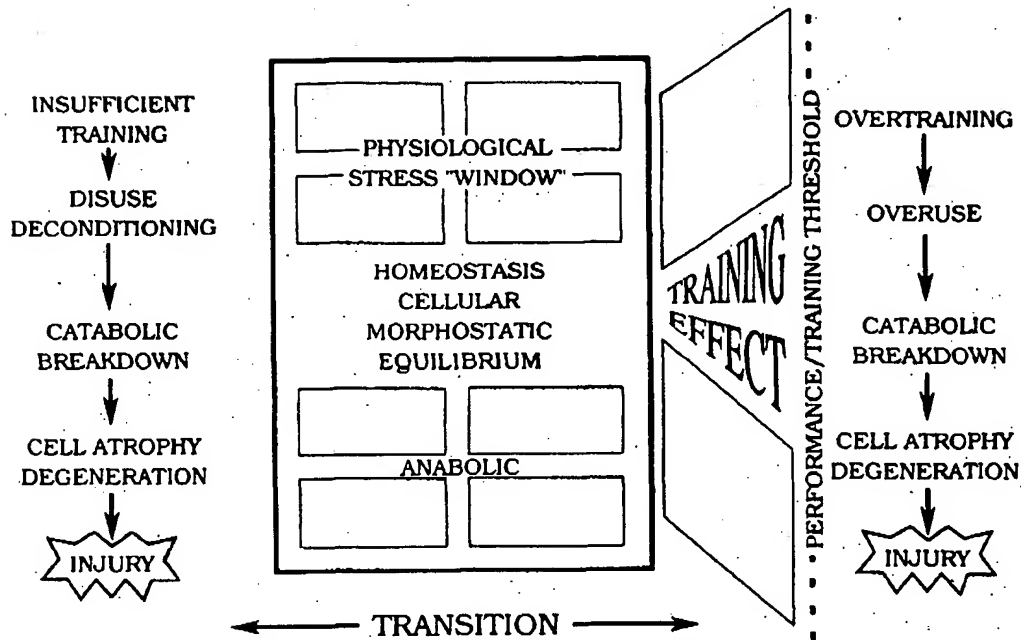 INSUFFICIENT
TRAINING
DISUSE
DECONDITIONING
CATABOLIC
BREAKDOWN
CELL ATROPHY
DEGENERATION
INJURY
PHYSIOLOGICAL
STRESS "WINDOW"
HOMEOSTASIS
CELLULAR
MORPHOSTATIC
EQUILIBRIUM
ANABOLIC
TRAINING
EFFECT
PERFORMANCE/TRAINING THRESHOLD
OVERTRAINING
OVERUSE
CATABOLIC
BREAKDOWN
CELL ATROPHY
DEGENERATION
INJURY
TRANSITION